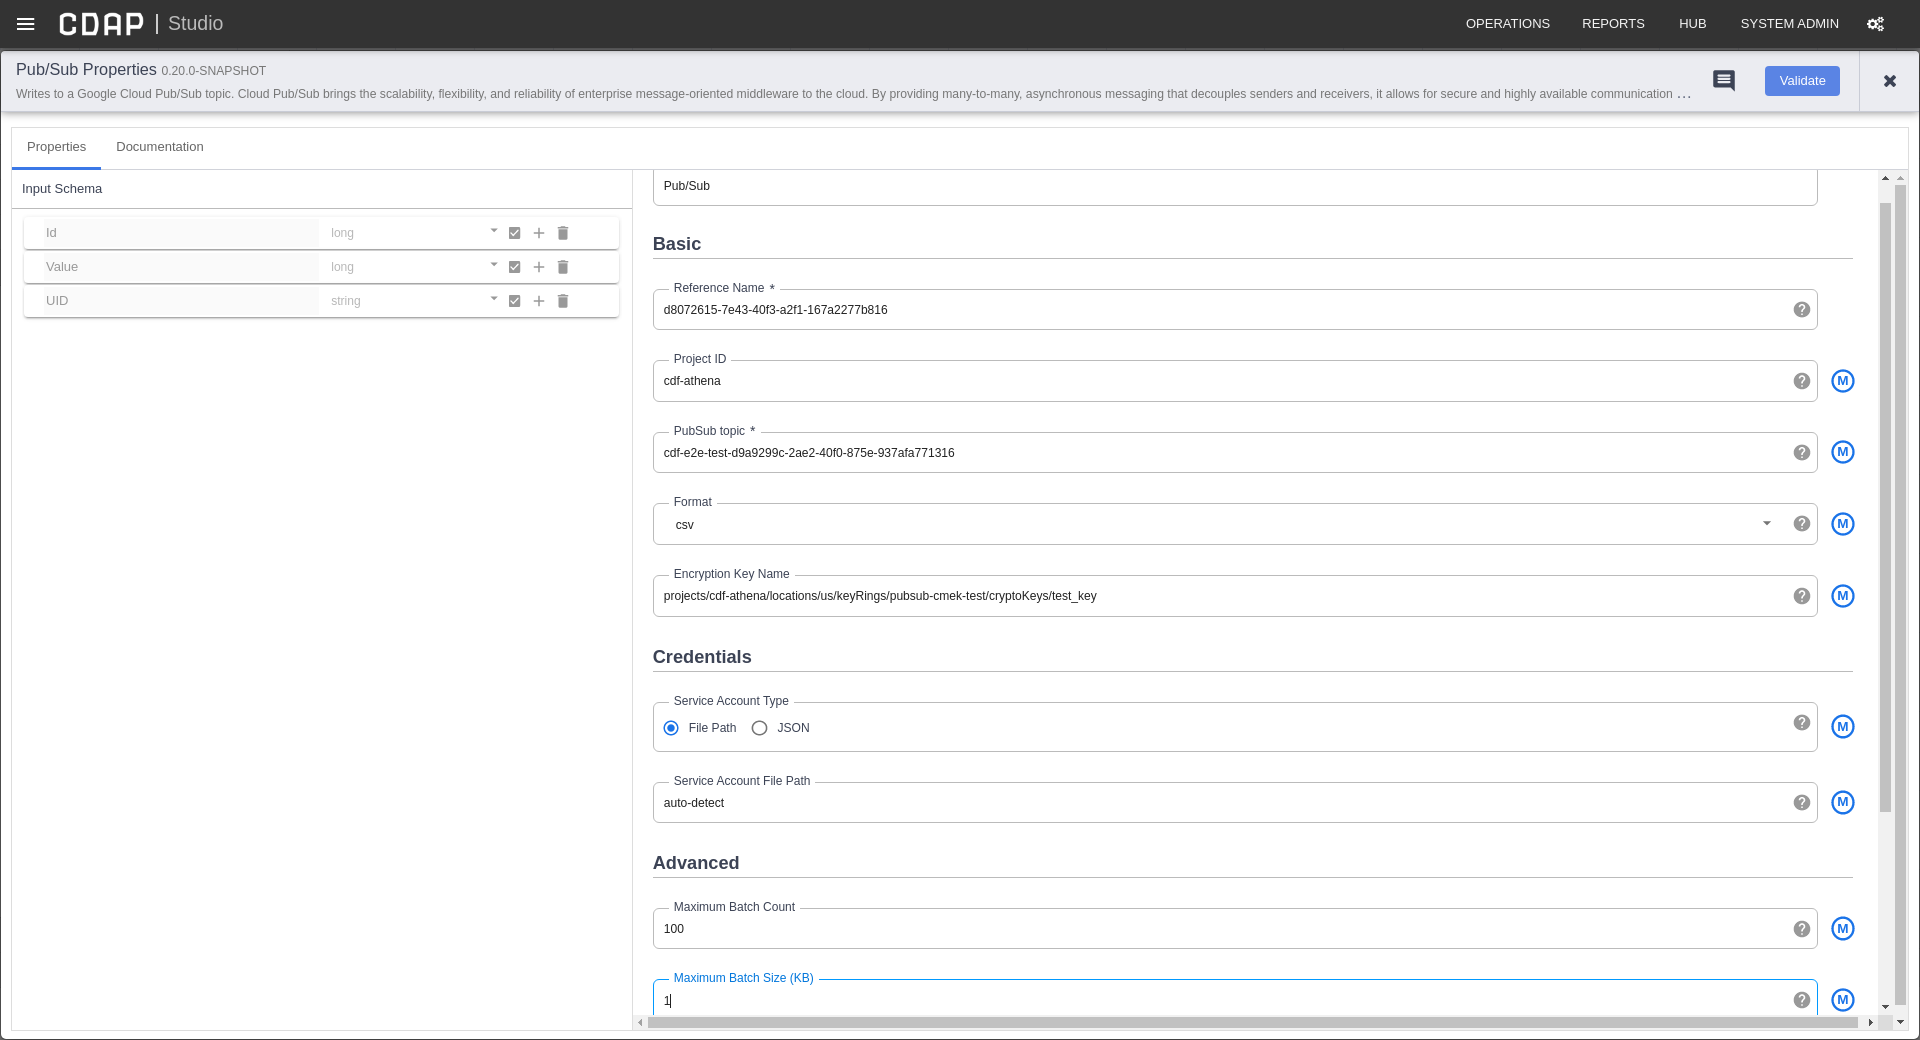 CDAP | Studio
OPERATIONS REPORTS HUB SYSTEM ADMIN
Pub/Sub Properties 0.20.0-SNAPSHOT
Writes to a Google Cloud Pub/Sub topic. Cloud Pub/Sub brings the scalability, flexibility, and reliability of enterprise message-oriented middleware to the cloud. By providing many-to-many, asynchronous messaging that decouples senders and receivers, it allows for secure and highly available communication ...
Validate
Properties Documentation
Input Schema
Id long
Value long
UID string
Pub/Sub
Basic
Reference Name *
d8072615-7e43-40f3-a2f1-167a2277b816
Project ID
cdf-athena
M
PubSub topic *
cdf-e2e-test-d9a9299c-2ae2-40f0-875e-937afa771316
M
Format
csv
M
Encryption Key Name
projects/cdf-athena/locations/us/keyRings/pubsub-cmek-test/cryptoKeys/test_key
M
Credentials
Service Account Type
File Path JSON
M
Service Account File Path
auto-detect
M
Advanced
Maximum Batch Count
100
M
Maximum Batch Size (KB)
1
M